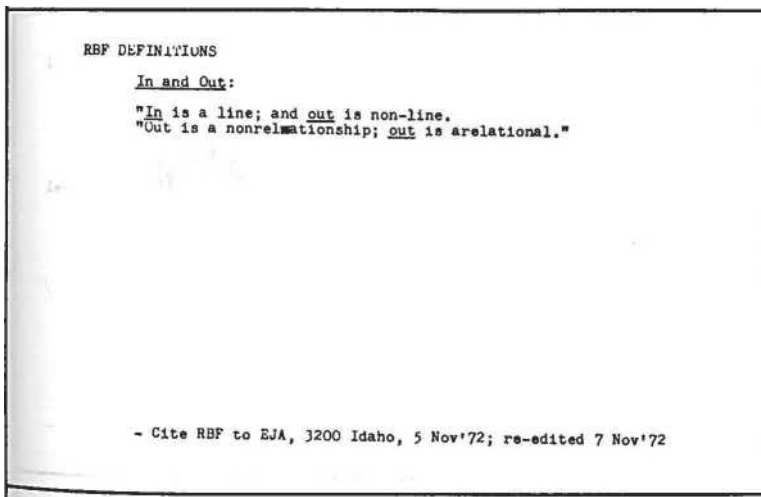 RBF DEFINITIONS
In and Out:
"In is a line; and out is non-line.
"Out is a nonrelationship; out is arelational."
- Cite RBF to EJA, 3200 Idaho, 5 Nov'72; re-edited 7 Nov'72